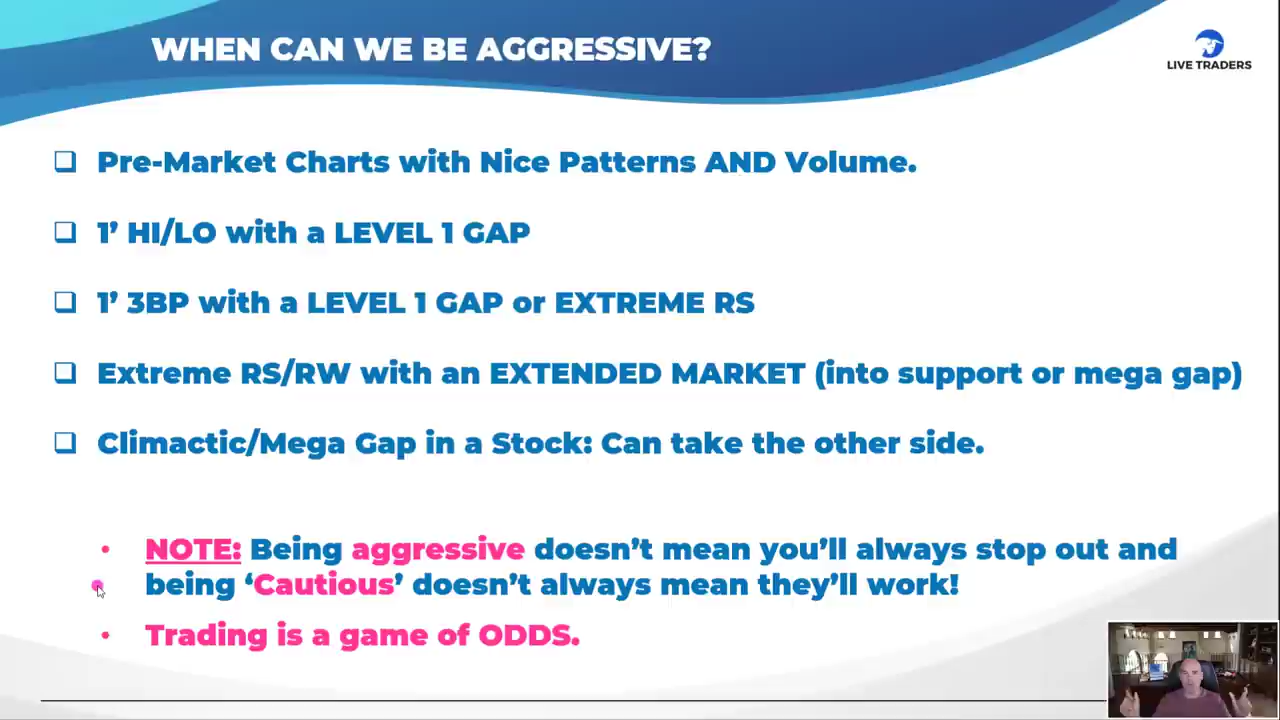 WHEN CAN WE BE AGGRESSIVE?
LIVE TRADERS
Pre-Market Charts with Nice Patterns AND Volume.
1’ HI/LO with a LEVEL 1 GAP
1’ 3BP with a LEVEL 1 GAP or EXTREME RS
Extreme RS/RW with an EXTENDED MARKET (into support or mega gap)
Climactic/Mega Gap in a Stock: Can take the other side.
• NOTE: Being aggressive doesn’t mean you’ll always stop out and
being ‘Cautious’ doesn’t always mean they’ll work!
• Trading is a game of ODDS.